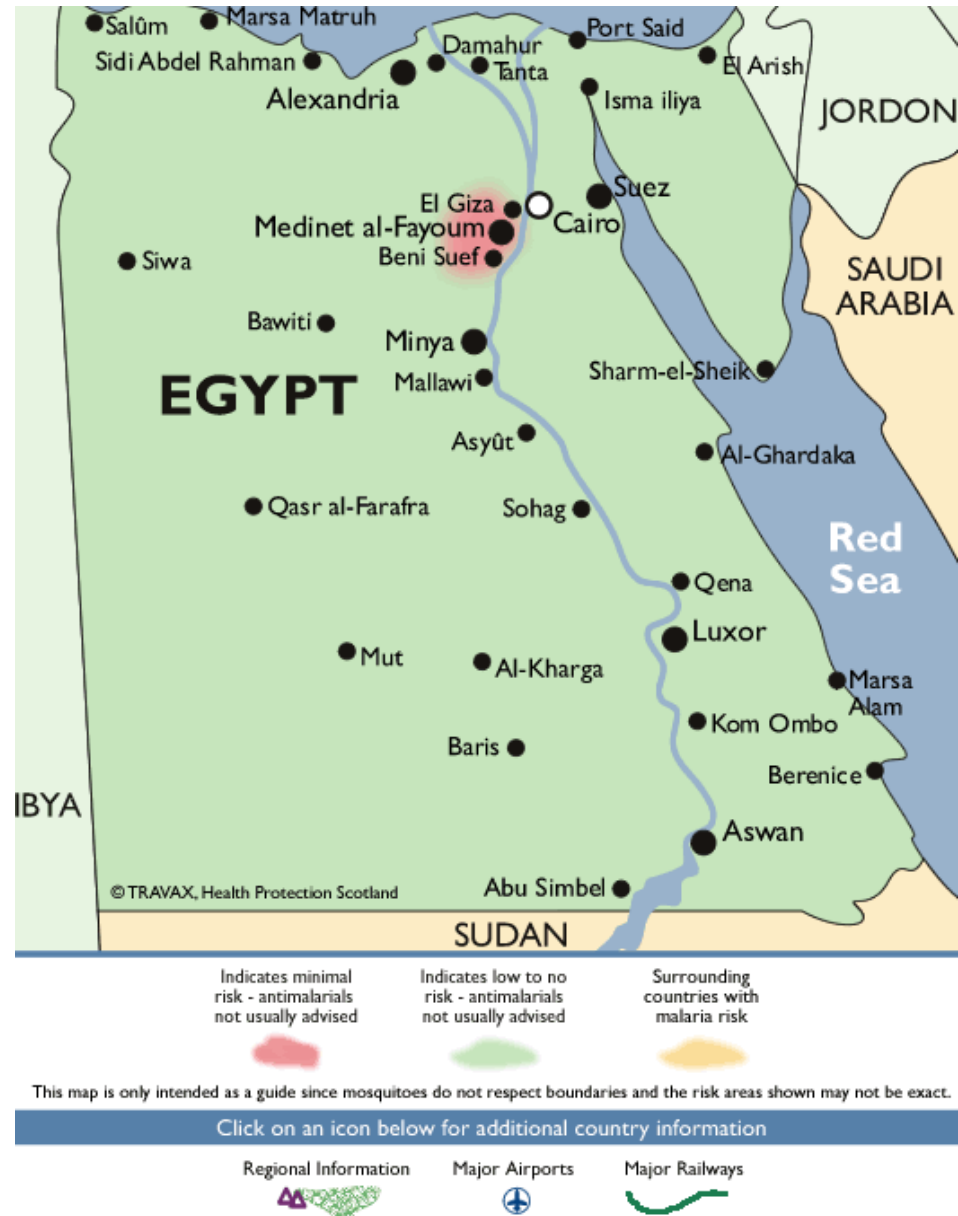 Salûm
Marsa Matruh
Sidi Abdel Rahman
Alexandria
Damahur
Tanta
Port Said
El Arish
Isma iliya
JORDON
El Giza
Cairo
Suez
Medinet al-Fayoum
Beni Suef
Siwa
SAUDI
ARABIA
Bawiti
Minya
EGYPT
Mallawi
Sharm-el-Sheik
Asyût
Al-Ghardaka
Qasr al-Farafra
Sohag
Red
Sea
Qena
Luxor
Mut
Al-Kharga
Marsa
Alam
Kom Ombo
Baris
Berenice
IBYA
Aswan
© TRAVAX, Health Protection Scotland
Abu Simbel
SUDAN
Indicates minimal
risk - antimalarials
not usually advised
Indicates low to no
risk - antimalarials
not usually advised
Surrounding
countries with
malaria risk
This map is only intended as a guide since mosquitoes do not respect boundaries and the risk areas shown may not be exact.
Click on an icon below for additional country information
Regional Information
Major Airports
Major Railways